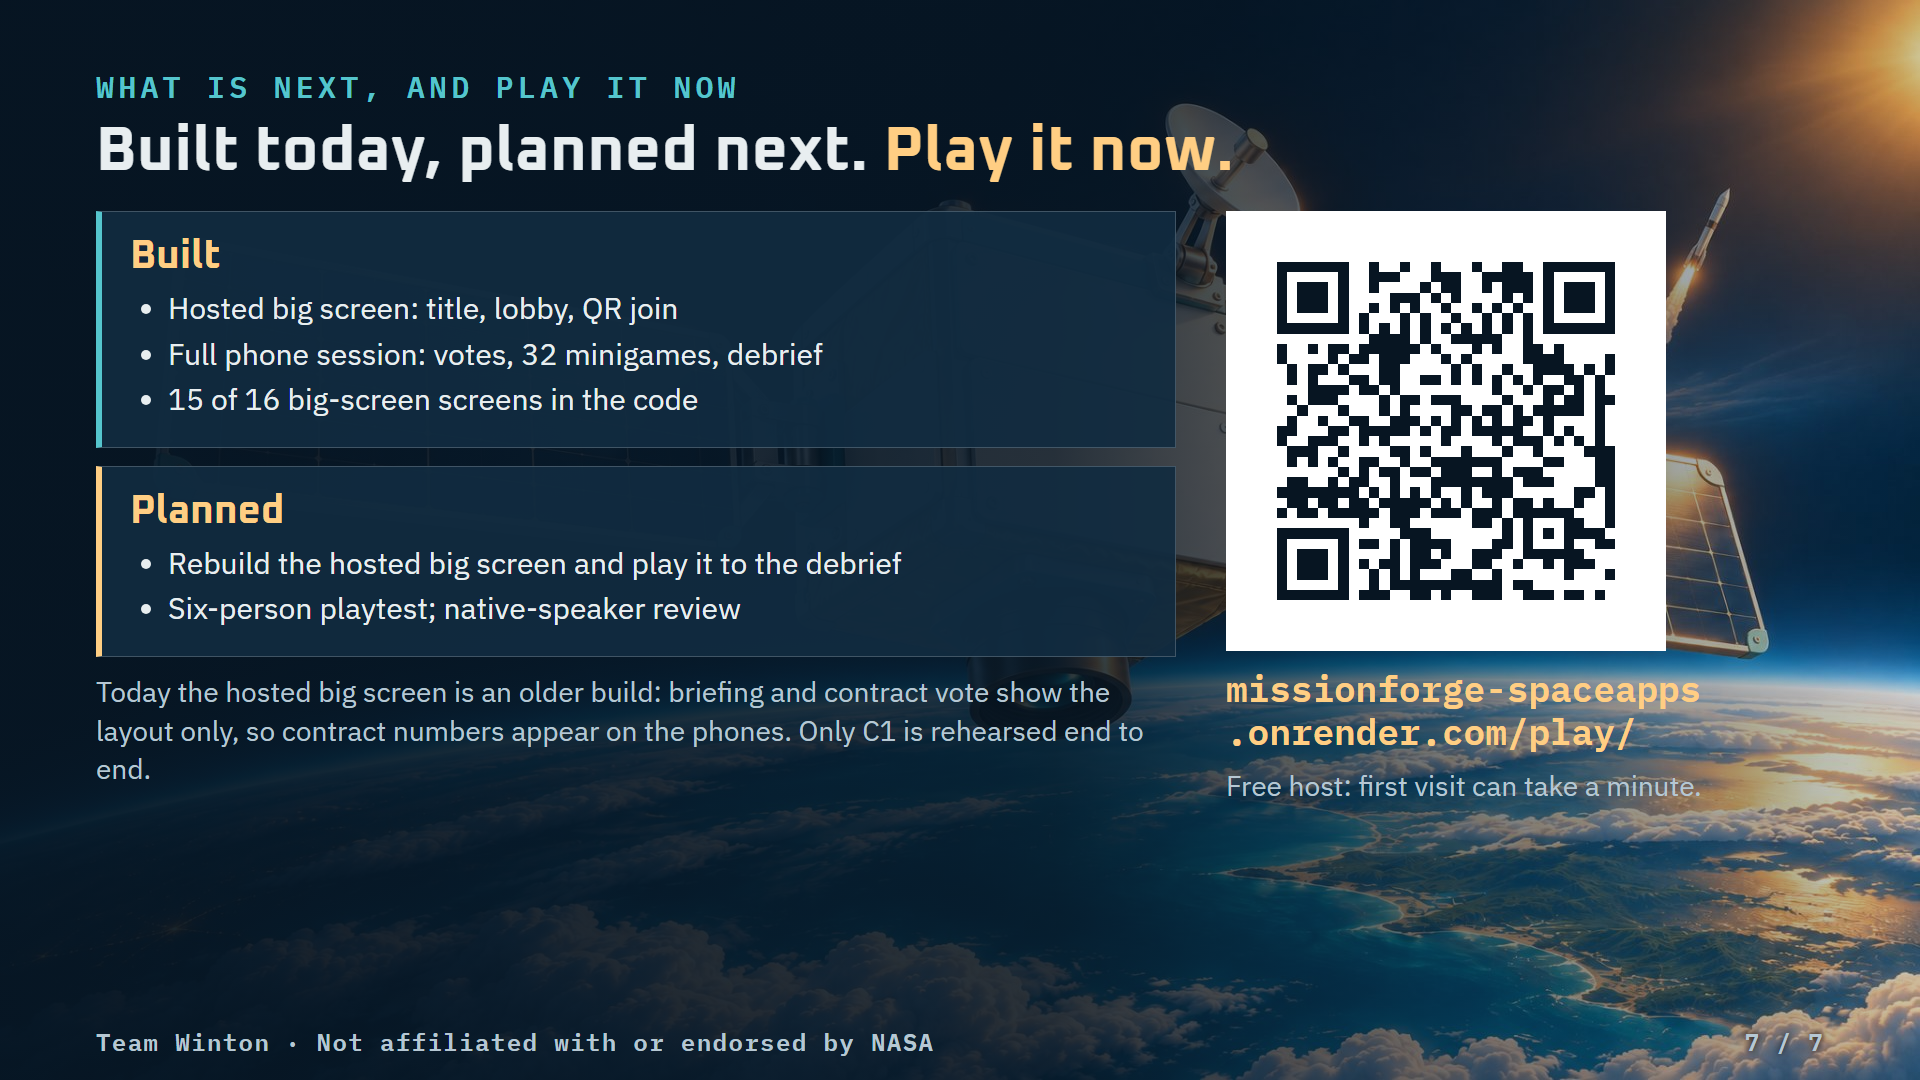 WHAT IS NEXT, AND PLAY IT NOW
Built today, planned next. Play it now.
Built
• Hosted big screen: title, lobby, QR join
• Full phone session: votes, 32 minigames, debrief
• 15 of 16 big-screen screens in the code
Planned
• Rebuild the hosted big screen and play it to the debrief
• Six-person playtest; native-speaker review
Today the hosted big screen is an older build: briefing and contract vote show the
layout only, so contract numbers appear on the phones. Only C1 is rehearsed end to
end.
missionforge-spaceapps
.onrender.com/play/
Free host: first visit can take a minute.
Team Winton · Not affiliated with or endorsed by NASA
7 / 7